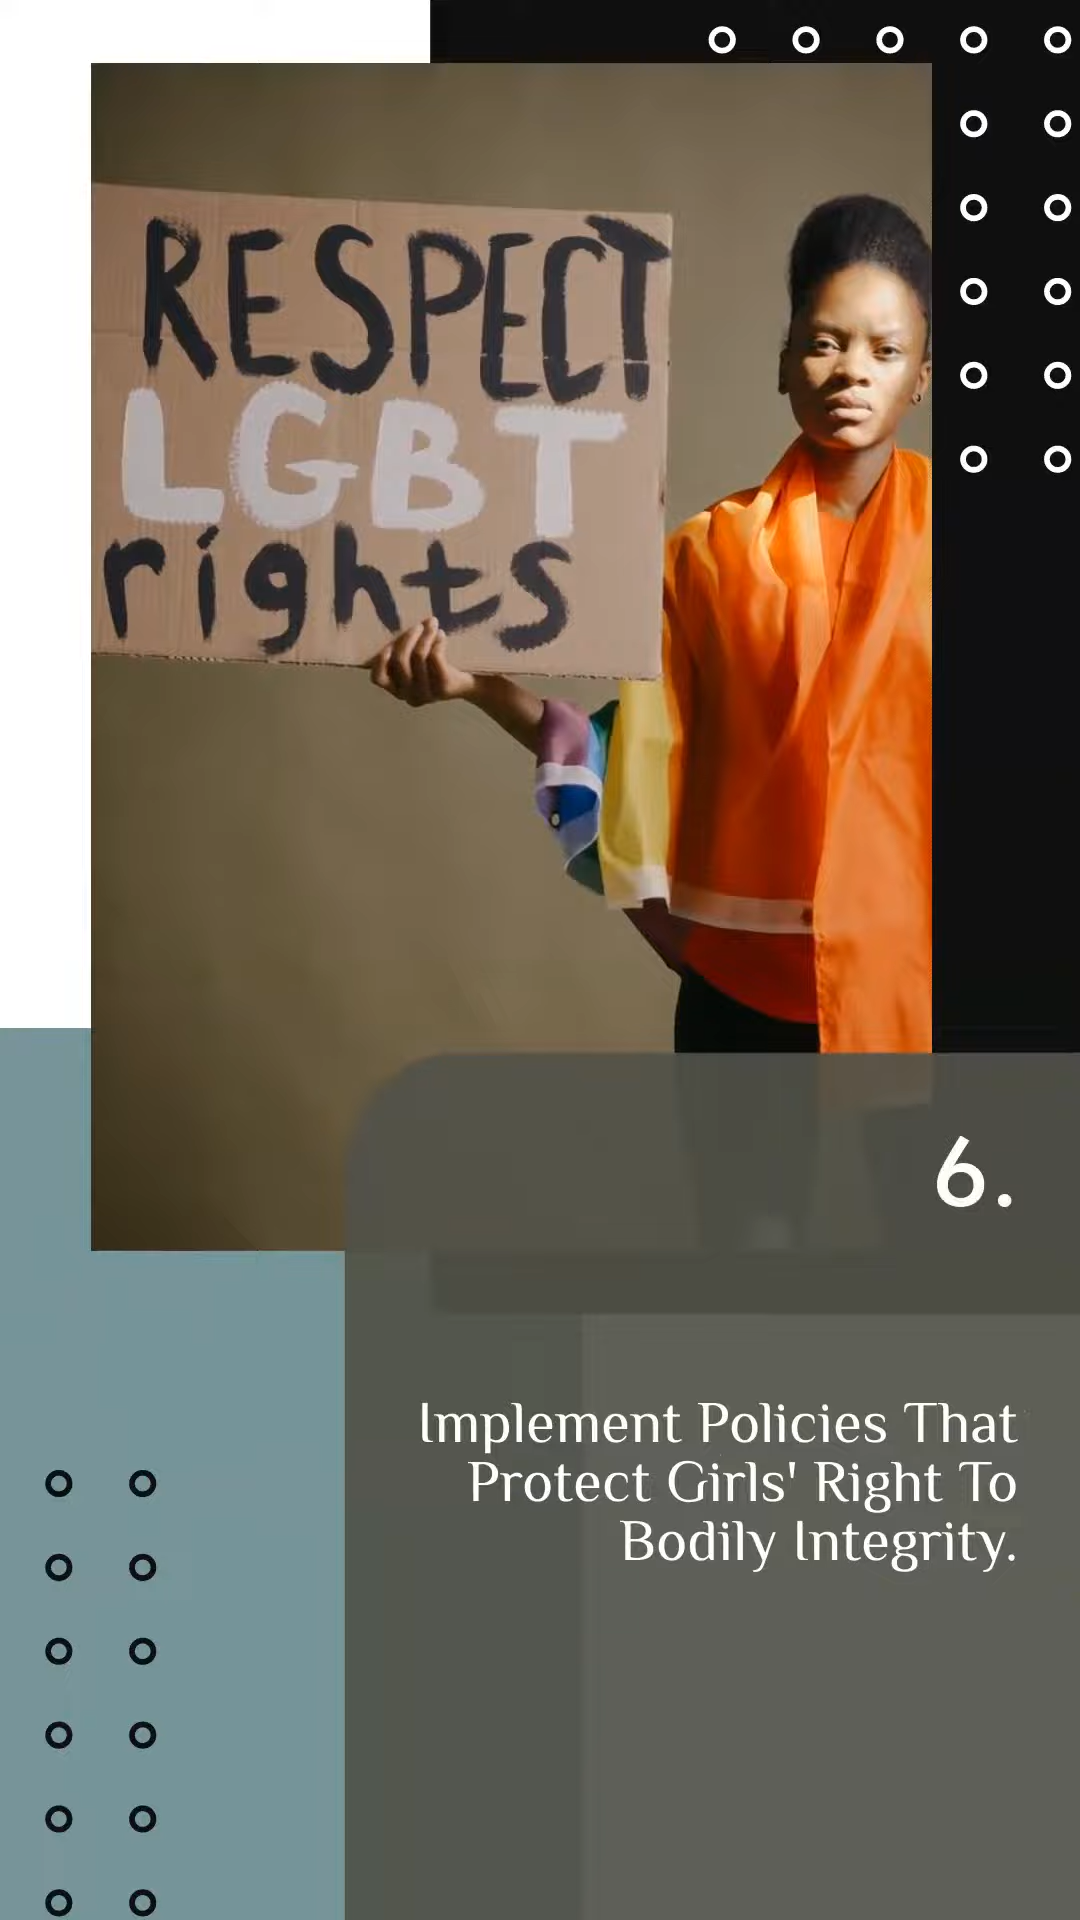 RESPECT
LGBT
rights
6.
Implement Policies That
Protect Girls' Right To
Bodily Integrity.